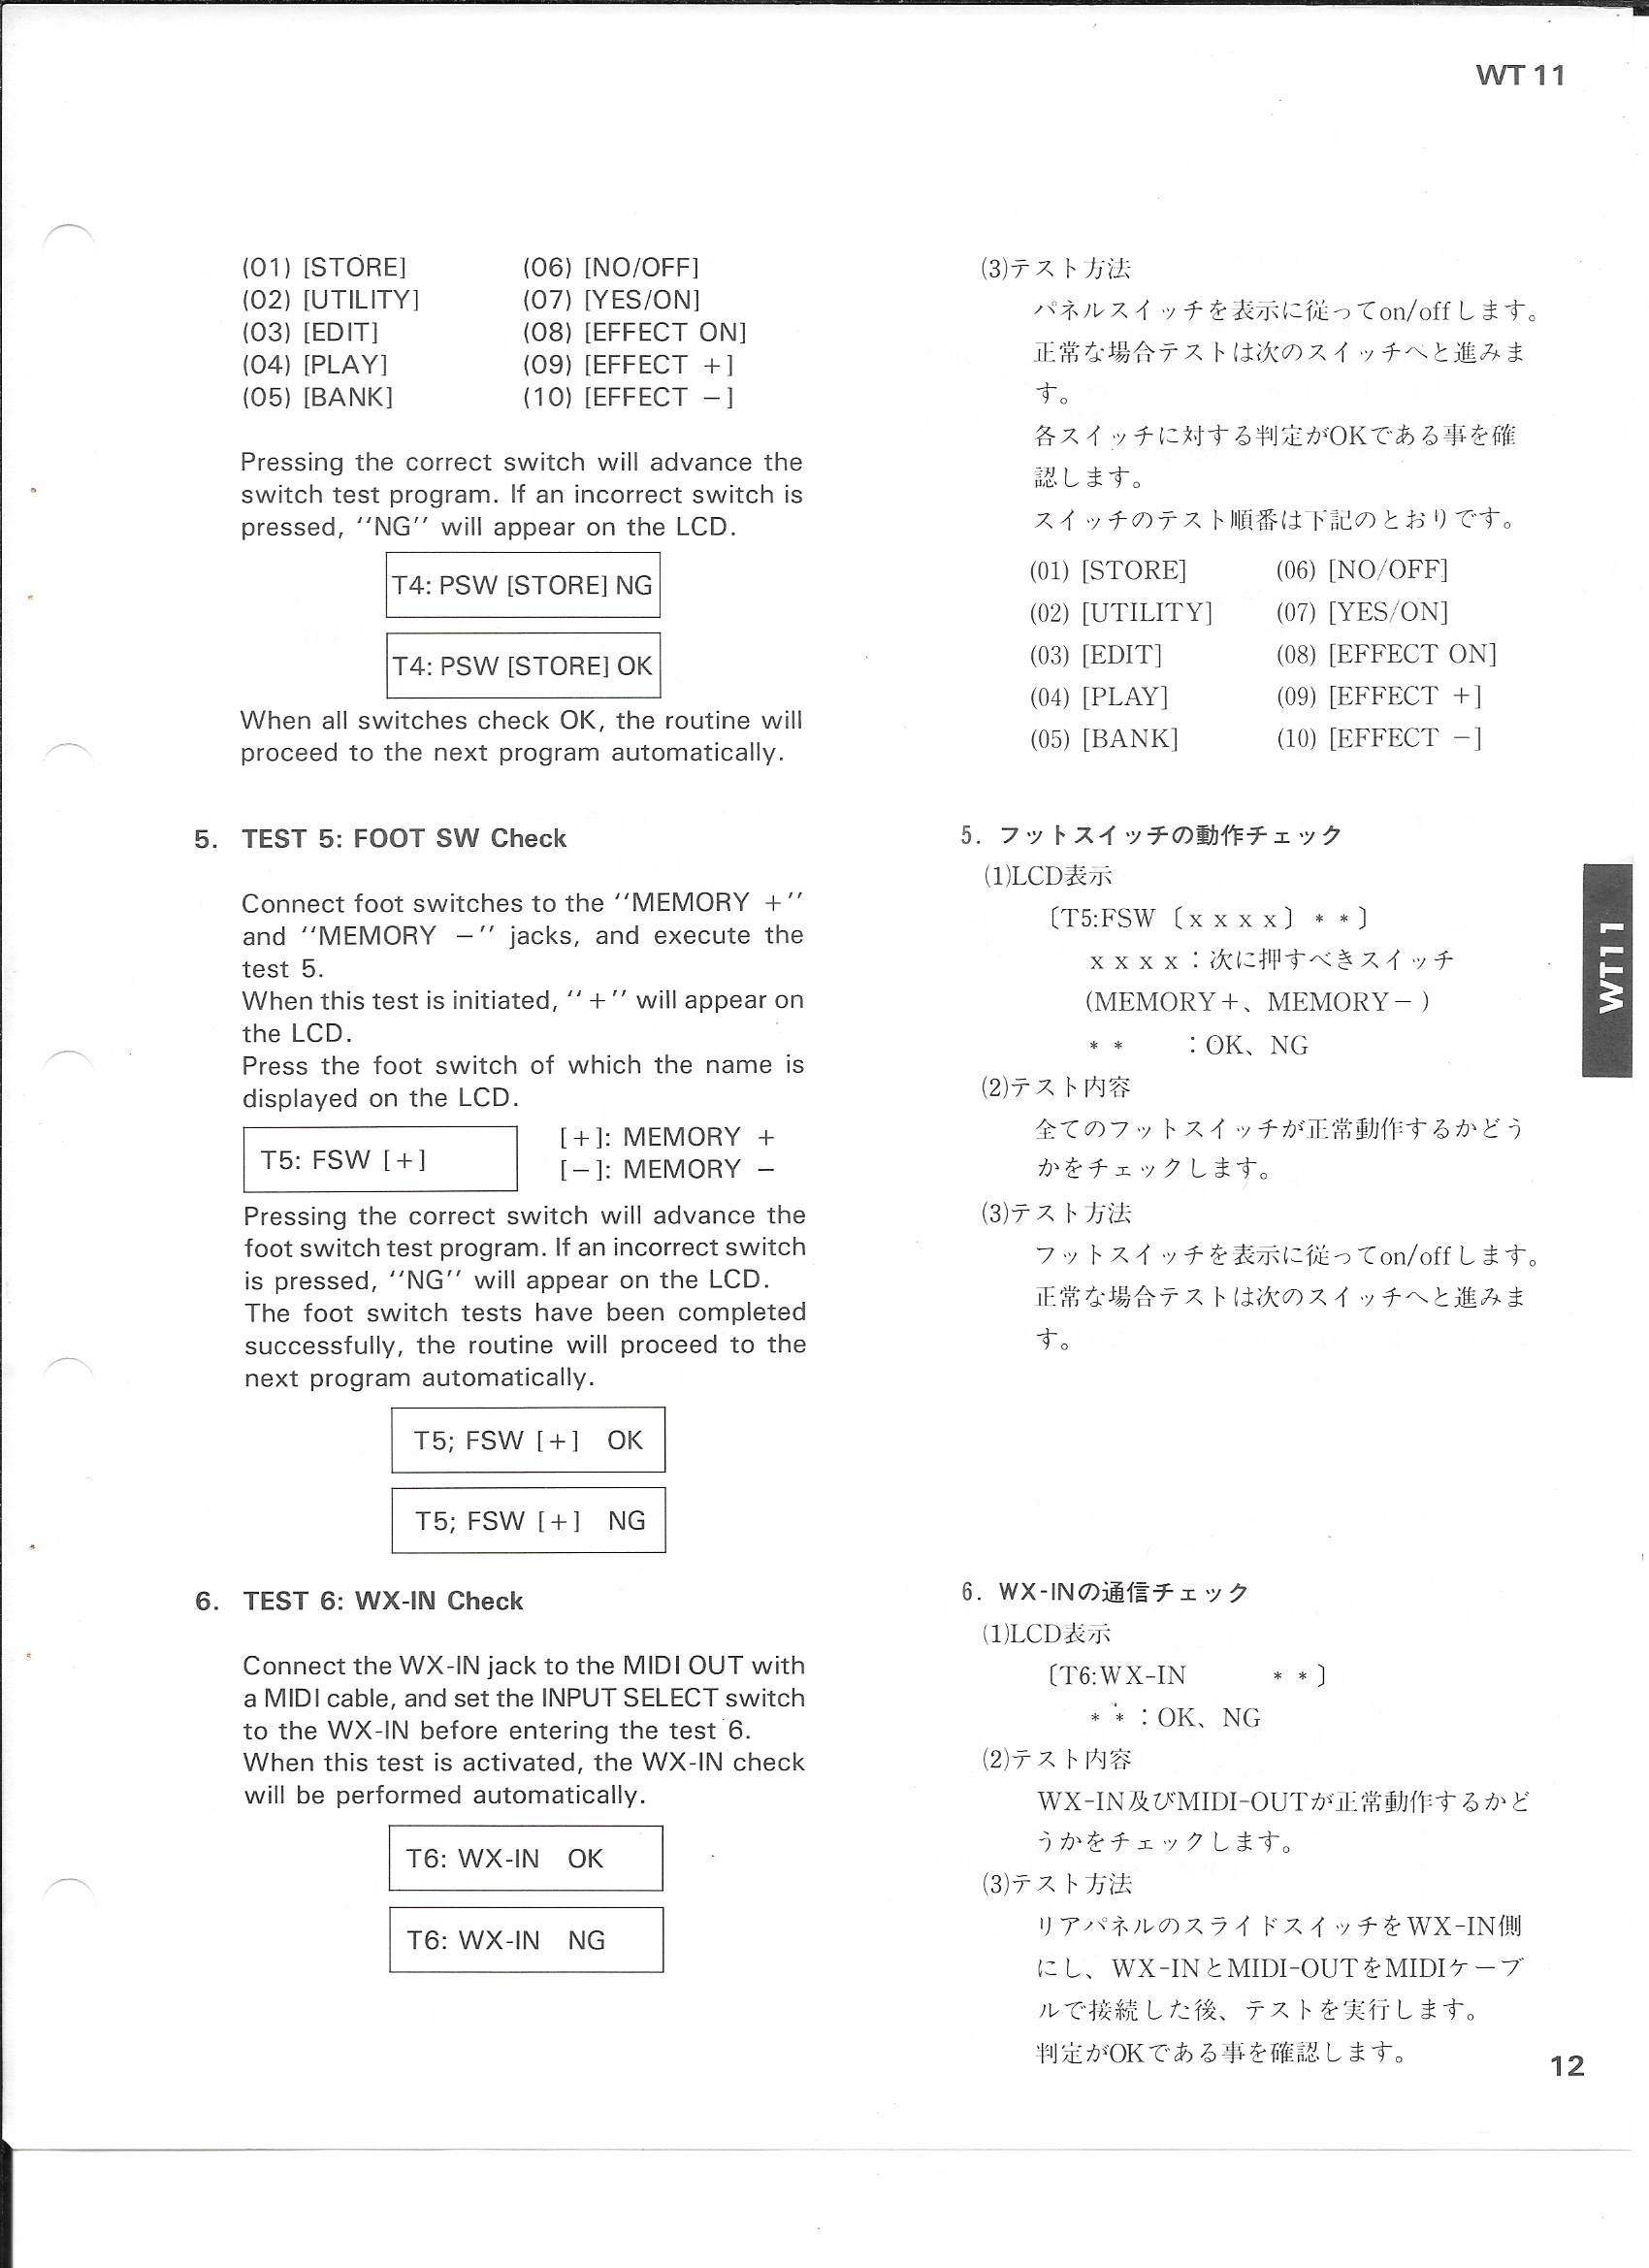 WT 11
(01) [STORE] (06) [NO/OFF]
(02) [UTILITY] (07) [YES/ON]
(03) [EDIT] (08) [EFFECT ON]
(04) [PLAY] (09) [EFFECT +]
(05) [BANK] (10) [EFFECT −]
Pressing the correct switch will advance the
switch test program. If an incorrect switch is
pressed, ''NG'' will appear on the LCD.
T4: PSW [STORE] NG
T4: PSW [STORE] OK
When all switches check OK, the routine will
proceed to the next program automatically.
5. TEST 5: FOOT SW Check
Connect foot switches to the ''MEMORY +''
and ''MEMORY −'' jacks, and execute the
test 5.
When this test is initiated, ''+'' will appear on
the LCD.
Press the foot switch of which the name is
displayed on the LCD.
T5: FSW [+]
[+]: MEMORY +
[−]: MEMORY −
Pressing the correct switch will advance the
foot switch test program. If an incorrect switch
is pressed, ''NG'' will appear on the LCD.
The foot switch tests have been completed
successfully, the routine will proceed to the
next program automatically.
T5; FSW [+] OK
T5; FSW [+] NG
6. TEST 6: WX-IN Check
Connect the WX-IN jack to the MIDI OUT with
a MIDI cable, and set the INPUT SELECT switch
to the WX-IN before entering the test 6.
When this test is activated, the WX-IN check
will be performed automatically.
T6: WX-IN OK
T6: WX-IN NG
(3)テスト方法
パネルスイッチを表示に従ってon/offします。
正常な場合テストは次のスイッチへと進みま
す。
各スイッチに対する判定がOKである事を確
認します。
スイッチのテスト順番は下記のとおりです。
(01) [STORE] (06) [NO/OFF]
(02) [UTILITY] (07) [YES/ON]
(03) [EDIT] (08) [EFFECT ON]
(04) [PLAY] (09) [EFFECT +]
(05) [BANK] (10) [EFFECT −]
5. フットスイッチの動作チェック
(1)LCD表示
〔T5:FSW〔xxxx〕**〕
xxxx：次に押すべきスイッチ
(MEMORY+、MEMORY−)
** ：OK、NG
(2)テスト内容
全てのフットスイッチが正常動作するかどう
かをチェックします。
(3)テスト方法
フットスイッチを表示に従ってon/offします。
正常な場合テストは次のスイッチへと進みま
す。
6. WX-INの通信チェック
(1)LCD表示
〔T6:WX-IN **〕
**：OK、NG
(2)テスト内容
WX-IN及びMIDI-OUTが正常動作するかど
うかをチェックします。
(3)テスト方法
リアパネルのスライドスイッチをWX-IN側
にし、WX-INとMIDI-OUTをMIDIケーブ
ルで接続した後、テストを実行します。
判定がOKである事を確認します。
WT11
12